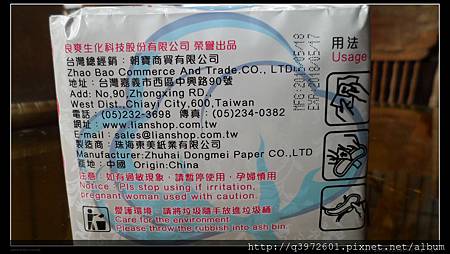 良爽生化科技股份有限公司 榮譽出品
台灣總經銷：朝寶商貿有限公司
Zhao Bao Commerce And Trade.CO., LTD
地址：台灣嘉義市西區中興路90號
Add: No,90 Zhongxing RD.,
West Dist.,Chiayi City,600,Taiwan
電話：(05)232-3698 傳真：(05)234-0382
網址：www.lianshop.com.tw
E-mail：sales@lianshop.com.tw
製造商：珠海東美紙業有限公司
Manufacturer:Zhuhai Dongmei Paper CO.,LTD
產地：中國 Origin:China
注意：如有過敏現象，請暫停使用，孕婦慎用
Notice：Pls stop using if irritation,
pregnant woman used with caution.
愛護環境，請將垃圾隨手放進垃圾桶
Care for the environment
Please throw the rubbish into ash bin.
MFG:2015/05/18
EXP:2018/05/17
用法
Usage
http://q3972601.pixnet.net/album